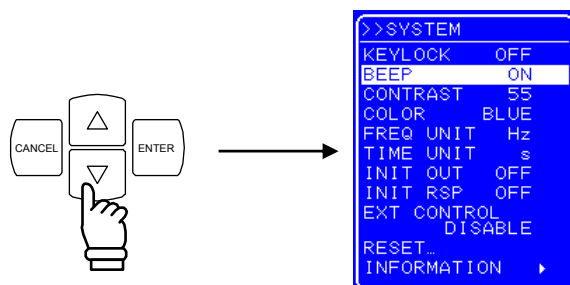 CANCEL
ENTER
>>SYSTEM
KEYLOCK OFF
BEEP ON
CONTRAST 55
COLOR BLUE
FREQ UNIT Hz
TIME UNIT s
INIT OUT OFF
INIT RSP OFF
EXT CONTROL
DISABLE
RESET…
INFORMATION